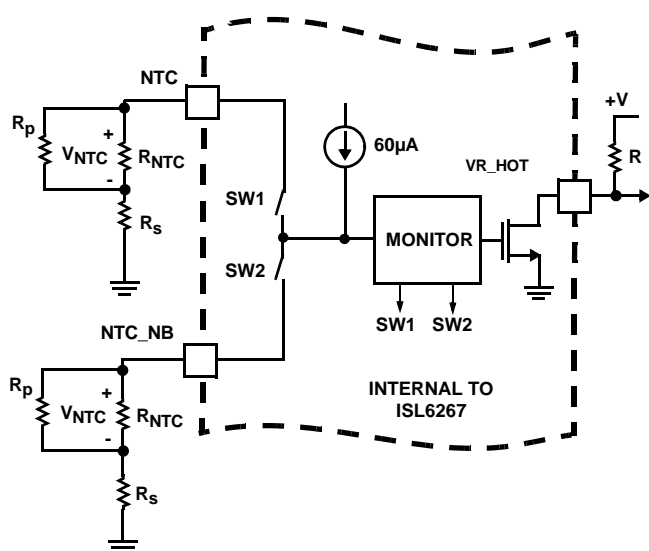 NTC
+V
Rp
+
VNTC
RNTC
-
60µA
VR_HOT
R
Rs
SW1
MONITOR
SW2
SW1 SW2
NTC_NB
Rp
+
VNTC
RNTC
-
INTERNAL TO
ISL6267
Rs